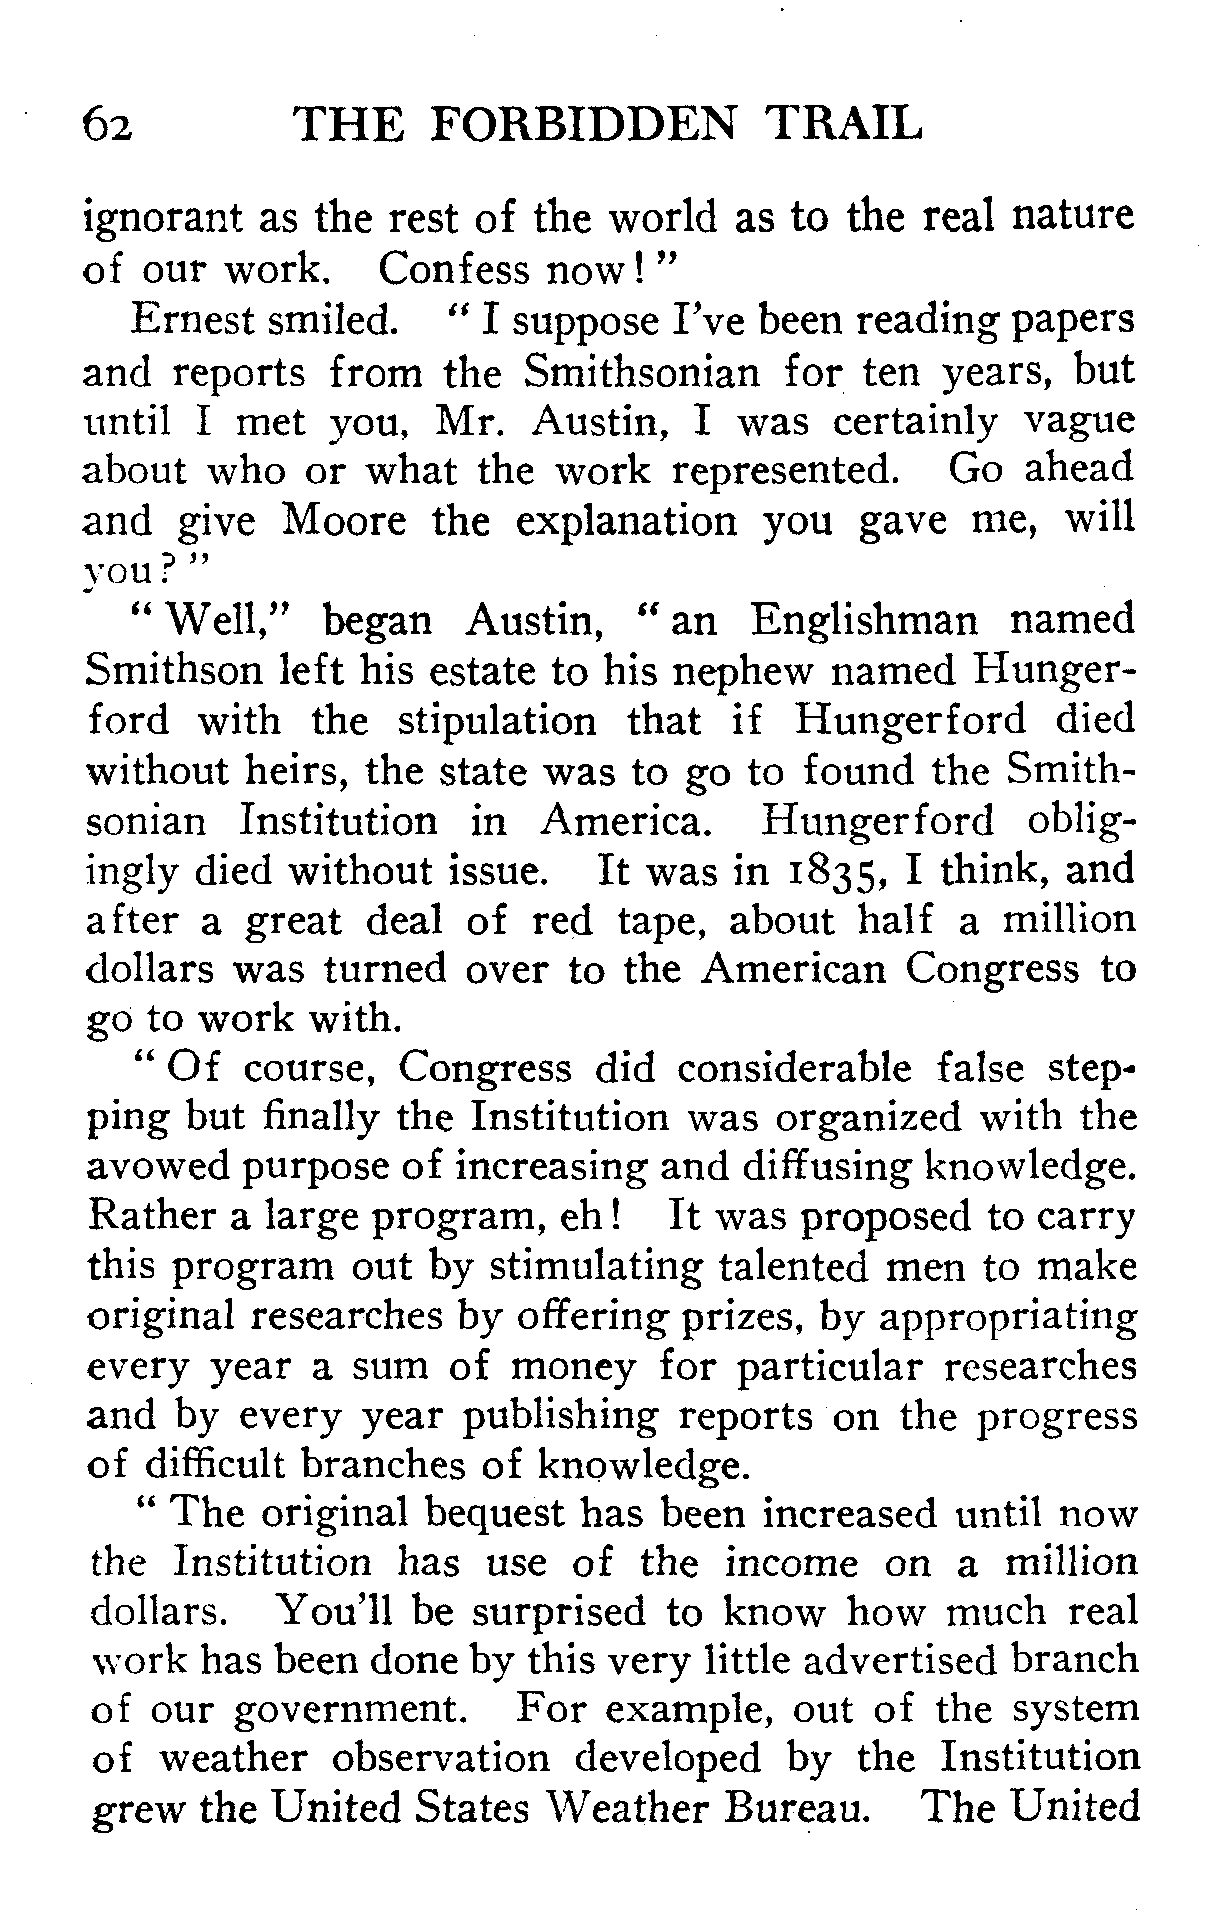 62 THE FORBIDDEN TRAIL
ignorant as the rest of the world as to the real nature
of our work. Confess now! "
Ernest smiled. " I suppose I've been reading papers
and reports from the Smithsonian for ten years, but
until I met you, Mr. Austin, I was certainly vague
about who or what the work represented. Go ahead
and give Moore the explanation you gave me, will
you? "
" Well," began Austin, " an Englishman named
Smithson left his estate to his nephew named Hunger-
ford with the stipulation that if Hungerford died
without heirs, the state was to go to found the Smith-
sonian Institution in America. Hungerford oblig-
ingly died without issue. It was in 1835, I think, and
after a great deal of red tape, about half a million
dollars was turned over to the American Congress to
go to work with.
" Of course, Congress did considerable false step-
ping but finally the Institution was organized with the
avowed purpose of increasing and diffusing knowledge.
Rather a large program, eh! It was proposed to carry
this program out by stimulating talented men to make
original researches by offering prizes, by appropriating
every year a sum of money for particular researches
and by every year publishing reports on the progress
of difficult branches of knowledge.
" The original bequest has been increased until now
the Institution has use of the income on a million
dollars. You'll be surprised to know how much real
work has been done by this very little advertised branch
of our government. For example, out of the system
of weather observation developed by the Institution
grew the United States Weather Bureau. The United